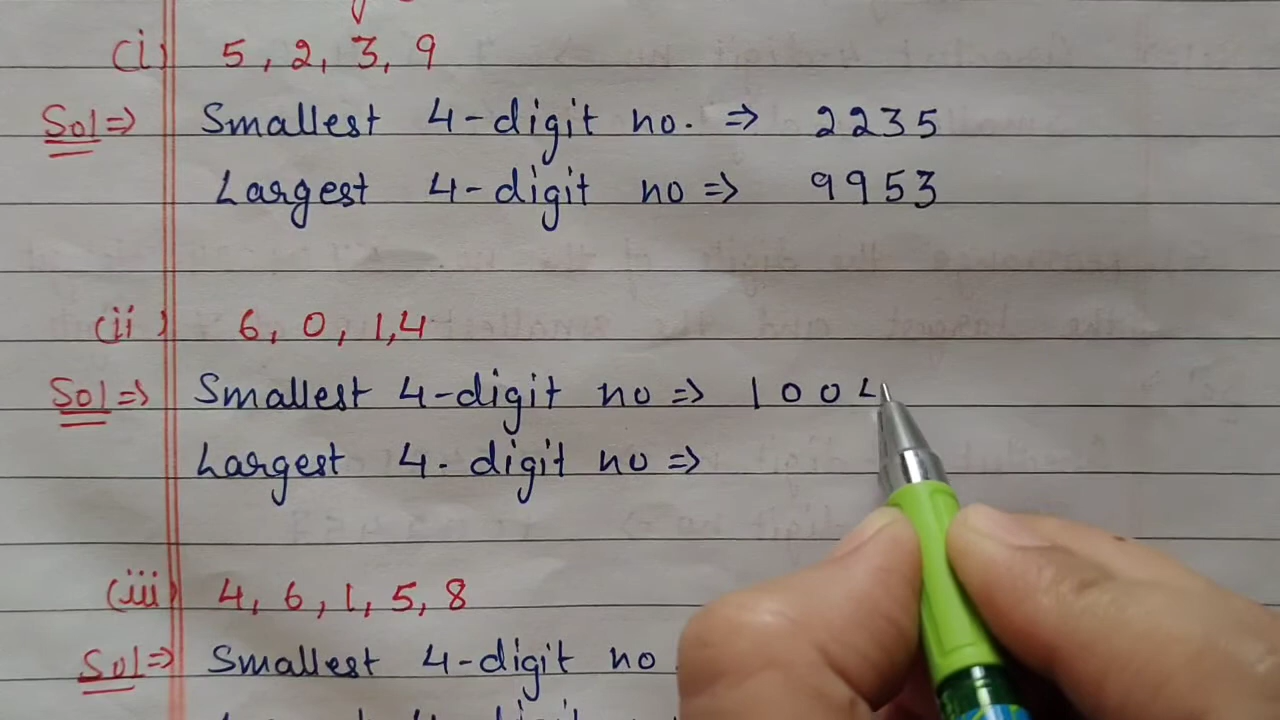 (i) 5, 2, 3, 9
Sol⇒ Smallest 4-digit no. ⇒ 2235
Largest 4-digit no ⇒ 9953
(ii) 6, 0, 1, 4
Sol⇒ Smallest 4-digit no ⇒ 1004
Largest 4-digit no ⇒
(iii) 4, 6, 1, 5, 8
Sol⇒ Smallest 4-digit no